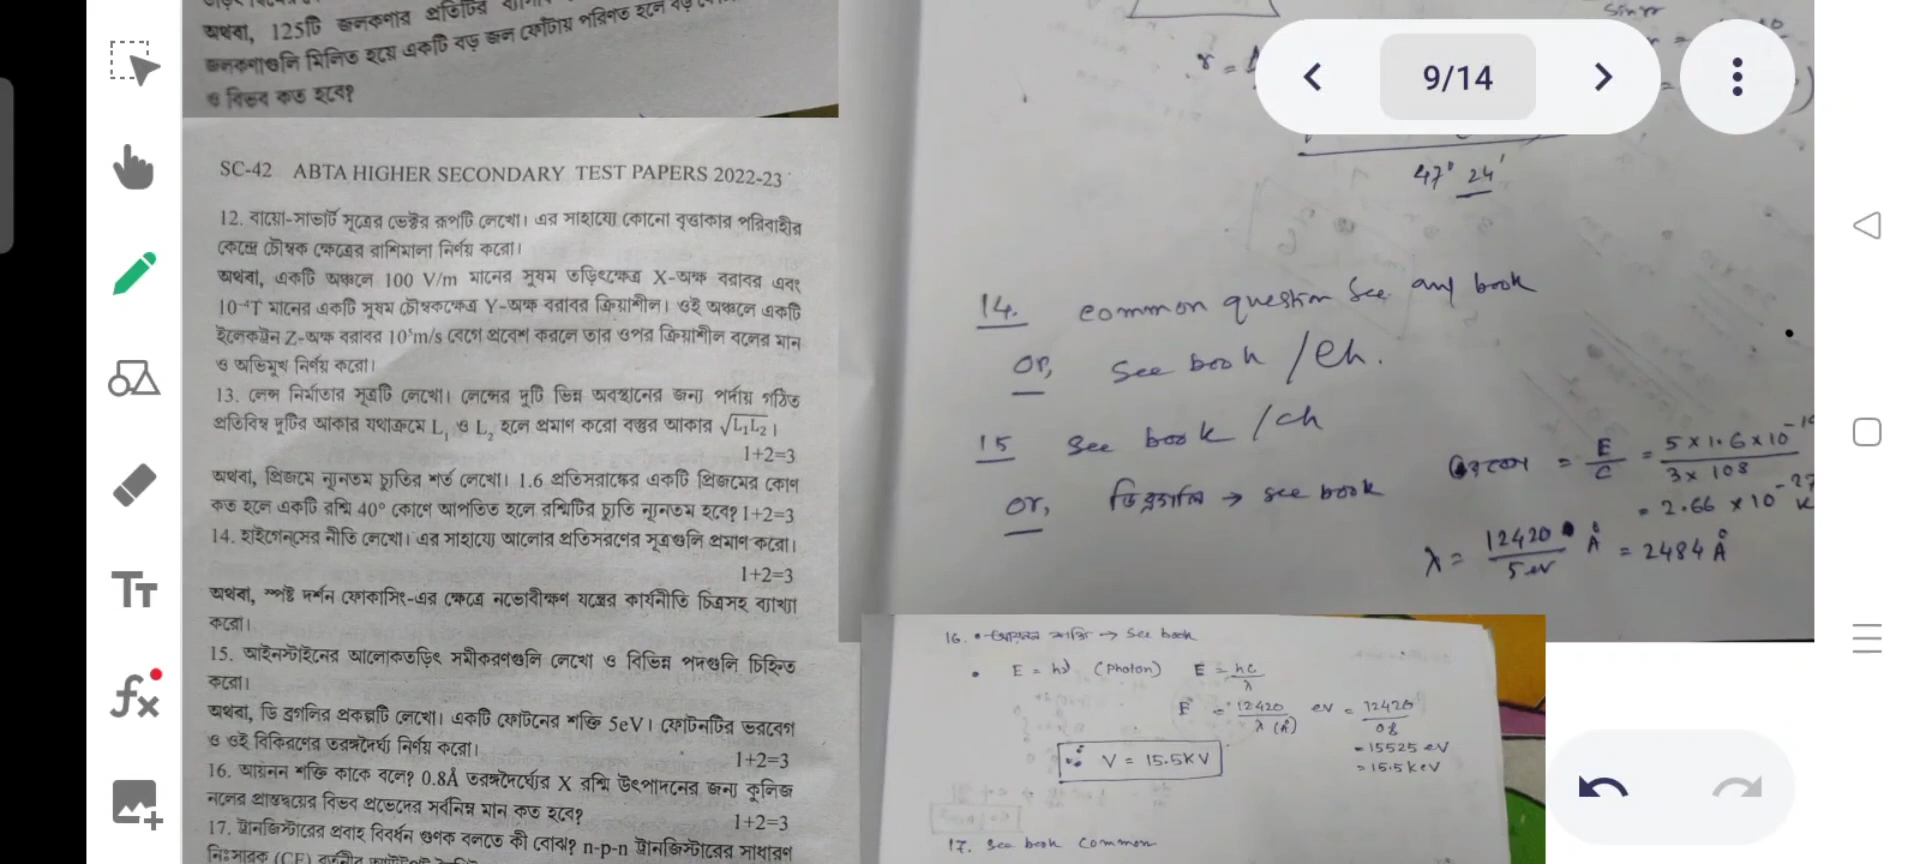 অথবা, 125টি জলকণার প্রতিটির
জলকণাগুলি মিলিত হয়ে একটি বড় জল ফোঁটায় পরিণত হলে বড়
ও বিভব কত হবে?
SC-42 ABTA HIGHER SECONDARY TEST PAPERS 2022-23
12. বায়ো-সাভার্ট সূত্রের ভেক্টর রূপটি লেখো। এর সাহায্যে কোনো বৃত্তাকার পরিবাহীর
কেন্দ্রে চৌম্বক ক্ষেত্রের রাশিমালা নির্ণয় করো।
অথবা, একটি অঞ্চলে 100 V/m মানের সুষম তড়িৎক্ষেত্র X-অক্ষ বরাবর এবং
10⁻⁴T মানের একটি সুষম চৌম্বকক্ষেত্র Y-অক্ষ বরাবর ক্রিয়াশীল। ওই অঞ্চলে একটি
ইলেকট্রন Z-অক্ষ বরাবর 10⁵m/s বেগে প্রবেশ করলে তার ওপর ক্রিয়াশীল বলের মান
ও অভিমুখ নির্ণয় করো।
13. লেন্স নির্মাতার সূত্রটি লেখো। লেন্সের দুটি ভিন্ন অবস্থানের জন্য পর্দায় গঠিত
প্রতিবিম্ব দুটির আকার যথাক্রমে L₁ ও L₂ হলে প্রমাণ করো বস্তুর আকার √L₁L₂।
1+2=3
অথবা, প্রিজমে ন্যূনতম চ্যুতির শর্ত লেখো। 1.6 প্রতিসরাঙ্কের একটি প্রিজমের কোণ
কত হলে একটি রশ্মি 40° কোণে আপতিত হলে রশ্মিটির চ্যুতি ন্যূনতম হবে? 1+2=3
14. হাইগেন্সের নীতি লেখো। এর সাহায্যে আলোর প্রতিসরণের সূত্রগুলি প্রমাণ করো।
1+2=3
অথবা, স্পষ্ট দর্শন ফোকাসিং-এর ক্ষেত্রে নভোবীক্ষণ যন্ত্রের কার্যনীতি চিত্রসহ ব্যাখ্যা
করো।
15. আইনস্টাইনের আলোকতড়িৎ সমীকরণগুলি লেখো ও বিভিন্ন পদগুলি চিহ্নিত
করো।
অথবা, ডি ব্রগলির প্রকল্পটি লেখো। একটি ফোটনের শক্তি 5eV। ফোটনটির ভরবেগ
ও ওই বিকিরণের তরঙ্গদৈর্ঘ্য নির্ণয় করো।
1+2=3
16. আয়নন শক্তি কাকে বলে? 0.8Å তরঙ্গদৈর্ঘ্যের X রশ্মি উৎপাদনের জন্য কুলিজ
নলের প্রান্তদ্বয়ের বিভব প্রভেদের সর্বনিম্ন মান কত হবে?
1+2=3
17. ট্রানজিস্টারের প্রবাহ বিবর্ধন গুণক বলতে কী বোঝ? n-p-n ট্রানজিস্টারের সাধারণ
নিঃসারক (CE)
9/14
r =
47° 24'
14. common question See any book
or, See book /ch.
15 See book /ch
or, ডি ব্রগলি → see book
ভরবেগ = E/C = 5 x 1.6 x 10⁻¹⁹ / 3 x 10⁸
= 2.66 x 10⁻²⁷
λ = 12420 / 5 ev Å = 2484 Å
16. • আয়নন শক্তি → See book
• E = hν (Photon) E = hc/λ
E = 12420 / λ (Å) ev = 12420 / 0.8
= 15525 eV
= 15.5 keV
∴ V = 15.5KV
17. See book common
Tт
fx